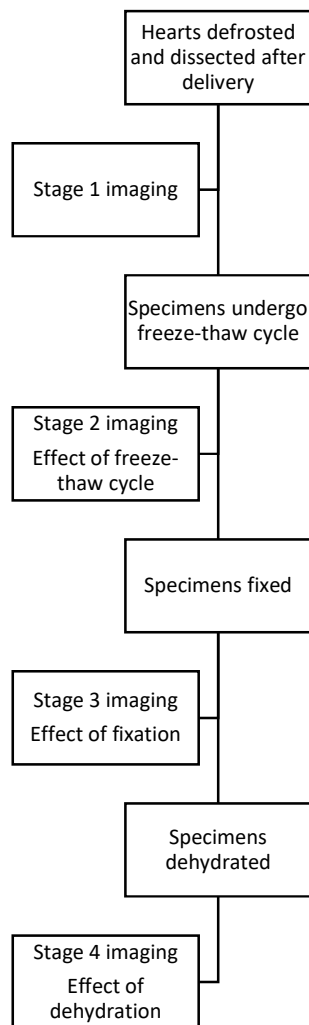 Hearts defrosted
and dissected after
delivery
Stage 1 imaging
Specimens undergo
freeze-thaw cycle
Stage 2 imaging
Effect of freeze-
thaw cycle
Specimens fixed
Stage 3 imaging
Effect of fixation
Specimens
dehydrated
Stage 4 imaging
Effect of
dehydration